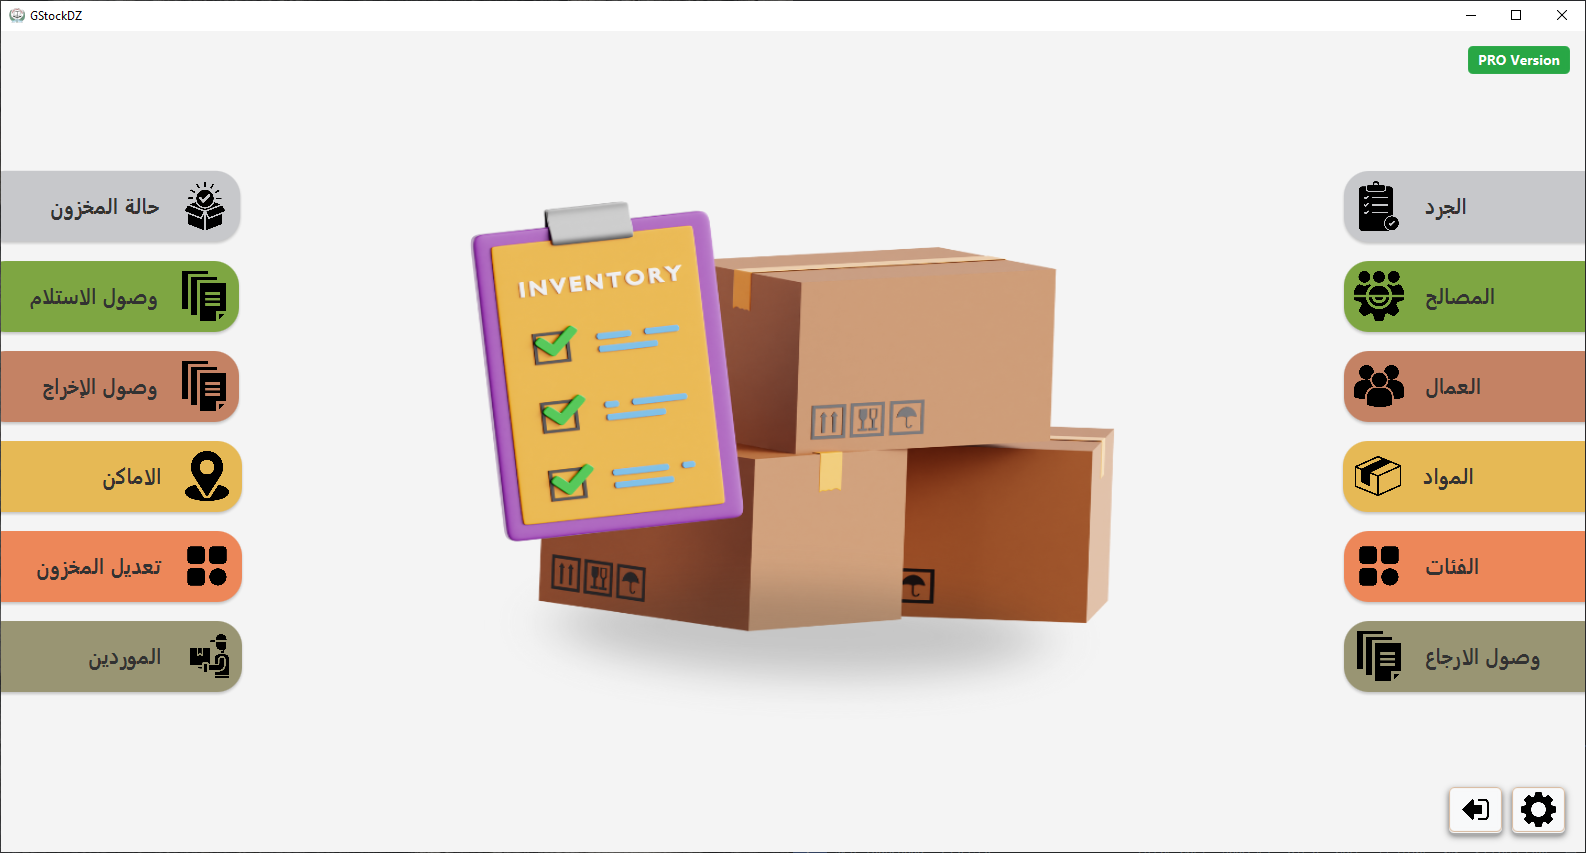 GStockDZ
PRO Version
الجرد
حالة المخزون
المصالح
وصول الاستلام
العمال
وصول الإخراج
المواد
الاماكن
الفئات
تعديل المخزون
وصول الارجاع
الموردين
INVENTORY